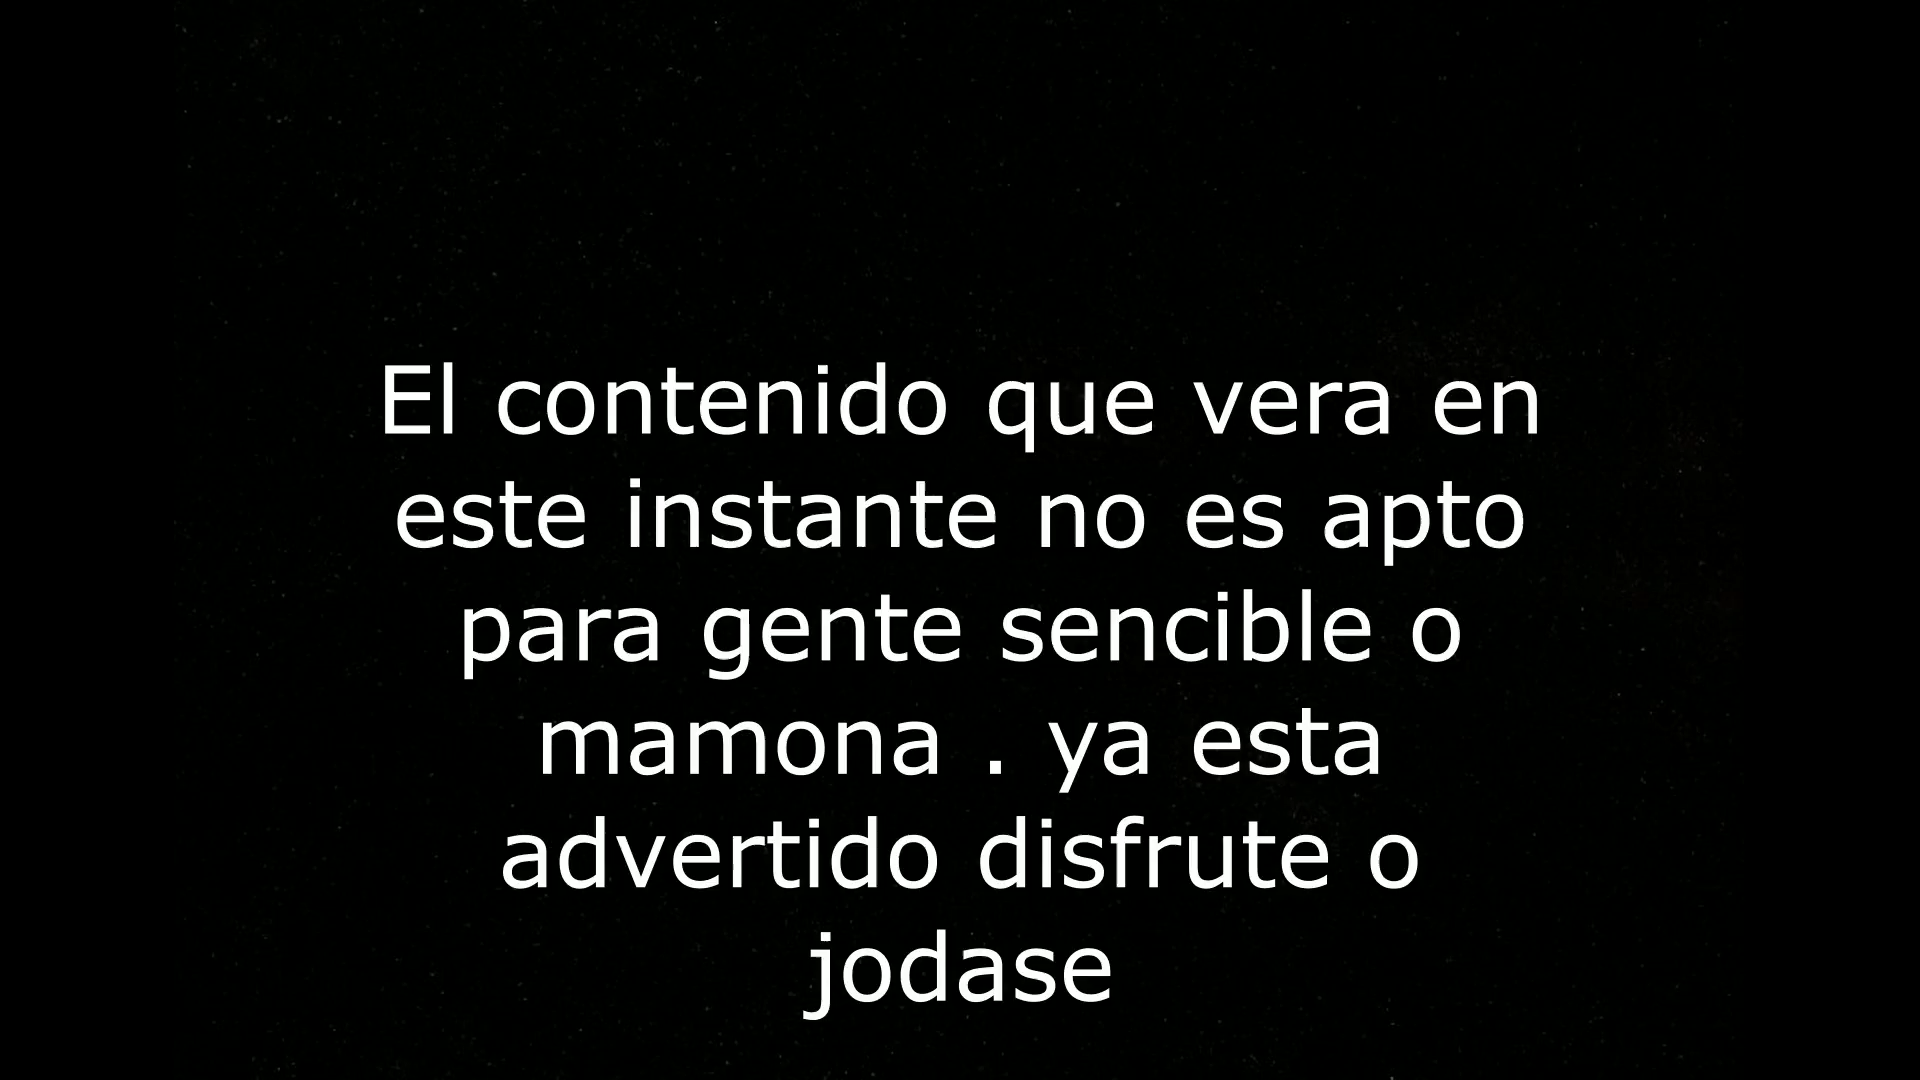 El contenido que vera en
este instante no es apto
para gente sencible o
mamona . ya esta
advertido disfrute o
jodase